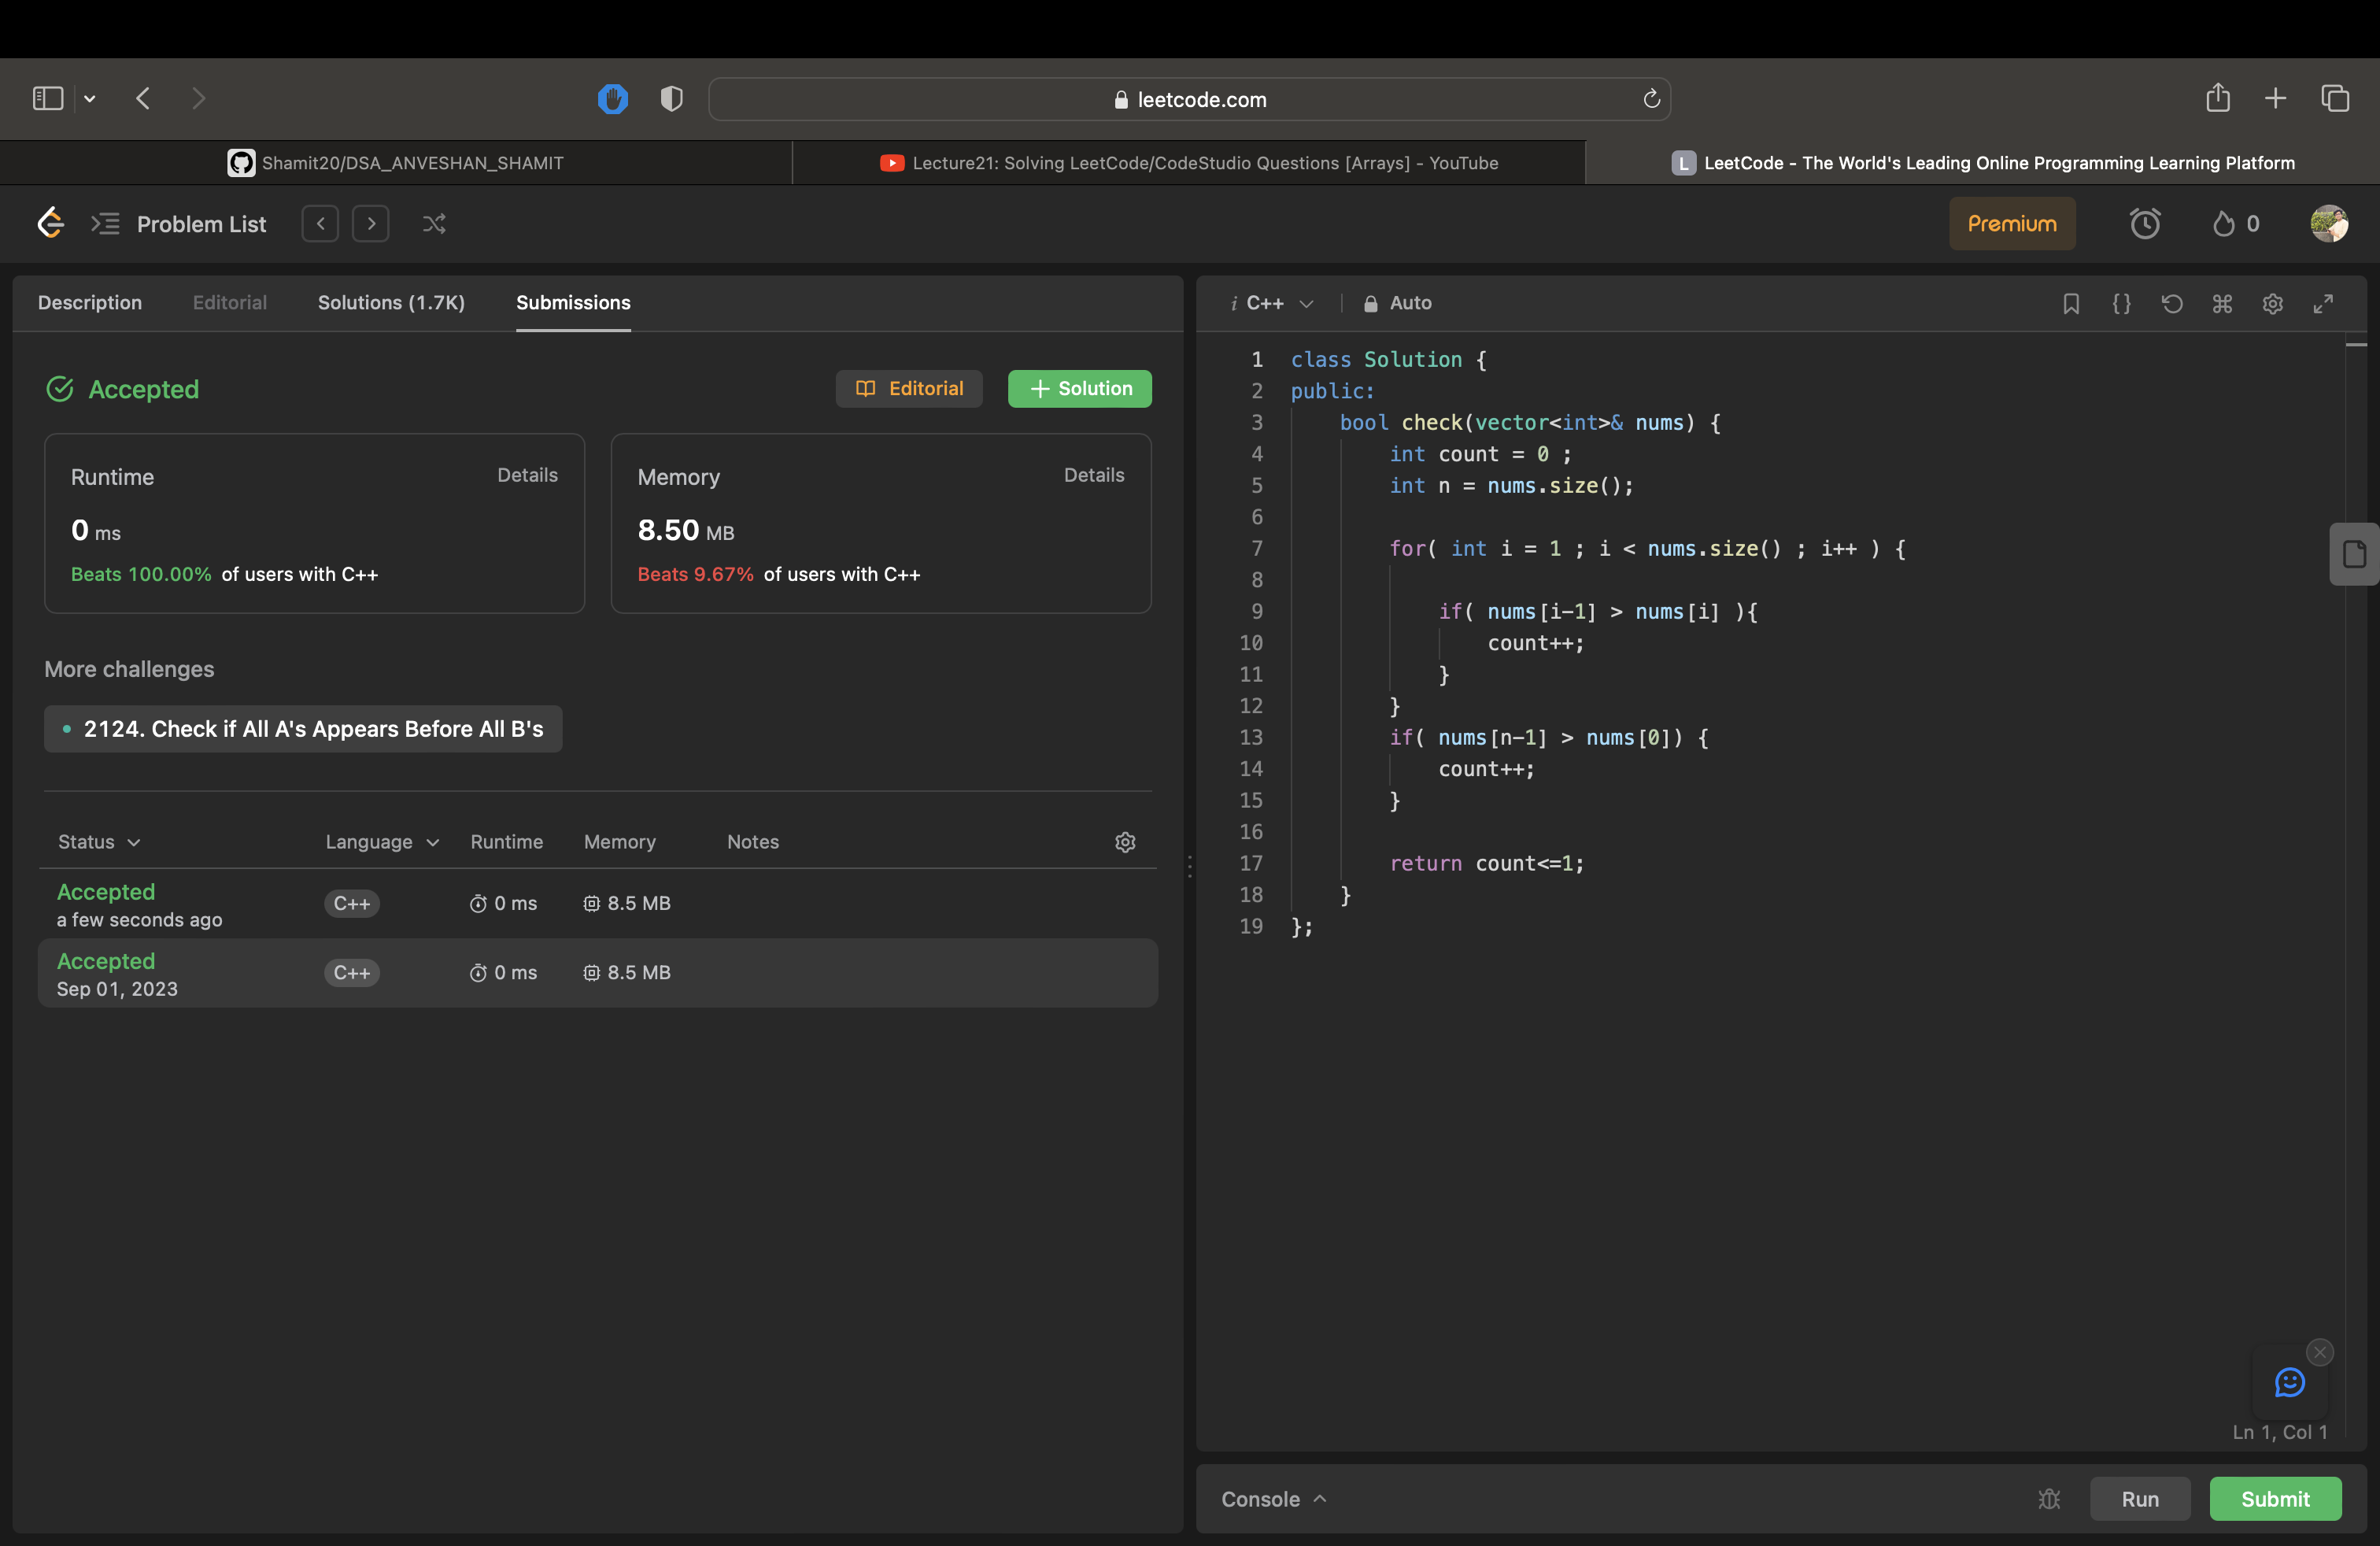 leetcode.com
Shamit20/DSA_ANVESHAN_SHAMIT
Lecture21: Solving LeetCode/CodeStudio Questions [Arrays] - YouTube
L LeetCode - The World's Leading Online Programming Learning Platform
Problem List
Premium
0
Description Editorial Solutions (1.7K) Submissions
Accepted
Editorial
+ Solution
Runtime Details
0 ms
Beats 100.00% of users with C++
Memory Details
8.50 MB
Beats 9.67% of users with C++
More challenges
2124. Check if All A's Appears Before All B's
Status Language Runtime Memory Notes
Accepted
a few seconds ago
C++ 0 ms 8.5 MB
Accepted
Sep 01, 2023
C++ 0 ms 8.5 MB
i C++ Auto
1 class Solution {
2 public:
3 bool check(vector<int>& nums) {
4 int count = 0 ;
5 int n = nums.size();
6
7 for( int i = 1 ; i < nums.size() ; i++ ) {
8
9 if( nums[i-1] > nums[i] ){
10 count++;
11 }
12 }
13 if( nums[n-1] > nums[0]) {
14 count++;
15 }
16
17 return count<=1;
18 }
19 };
Ln 1, Col 1
Console
Run
Submit